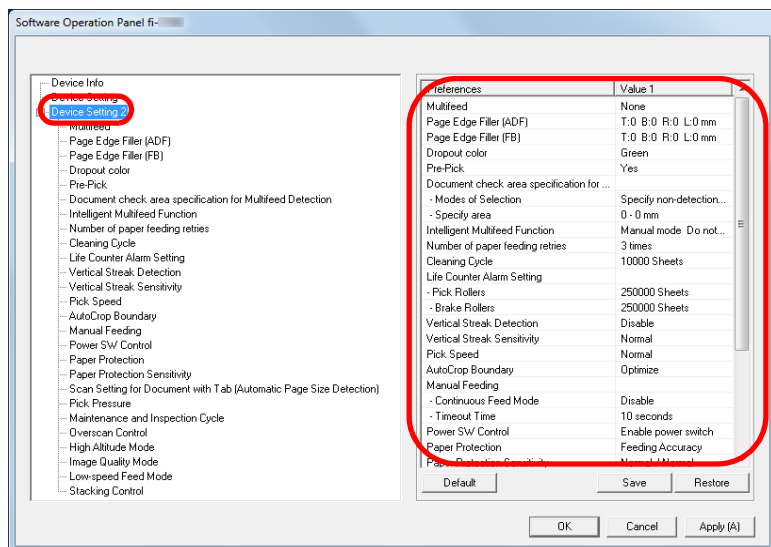 Software Operation Panel fi-
Device Info
Device Setting
Device Setting 2
Multifeed
Page Edge Filler (ADF)
Page Edge Filler (FB)
Dropout color
Pre-Pick
Document check area specification for Multifeed Detection
Intelligent Multifeed Function
Number of paper feeding retries
Cleaning Cycle
Life Counter Alarm Setting
Vertical Streak Detection
Vertical Streak Sensitivity
Pick Speed
AutoCrop Boundary
Manual Feeding
Power SW Control
Paper Protection
Paper Protection Sensitivity
Scan Setting for Document with Tab (Automatic Page Size Detection)
Pick Pressure
Maintenance and Inspection Cycle
Overscan Control
High Altitude Mode
Image Quality Mode
Low-speed Feed Mode
Stacking Control
Preferences Value 1
Multifeed None
Page Edge Filler (ADF) T:0 B:0 R:0 L:0 mm
Page Edge Filler (FB) T:0 B:0 R:0 L:0 mm
Dropout color Green
Pre-Pick Yes
Document check area specification for ...
- Modes of Selection Specify non-detection...
- Specify area 0 - 0 mm
Intelligent Multifeed Function Manual mode Do not...
Number of paper feeding retries 3 times
Cleaning Cycle 10000 Sheets
Life Counter Alarm Setting
- Pick Rollers 250000 Sheets
- Brake Rollers 250000 Sheets
Vertical Streak Detection Disable
Vertical Streak Sensitivity Normal
Pick Speed Normal
AutoCrop Boundary Optimize
Manual Feeding
- Continuous Feed Mode Disable
- Timeout Time 10 seconds
Power SW Control Enable power switch
Paper Protection Feeding Accuracy
Paper Protection Sensitivity Normal / Normal
Default Save Restore
OK Cancel Apply (A)